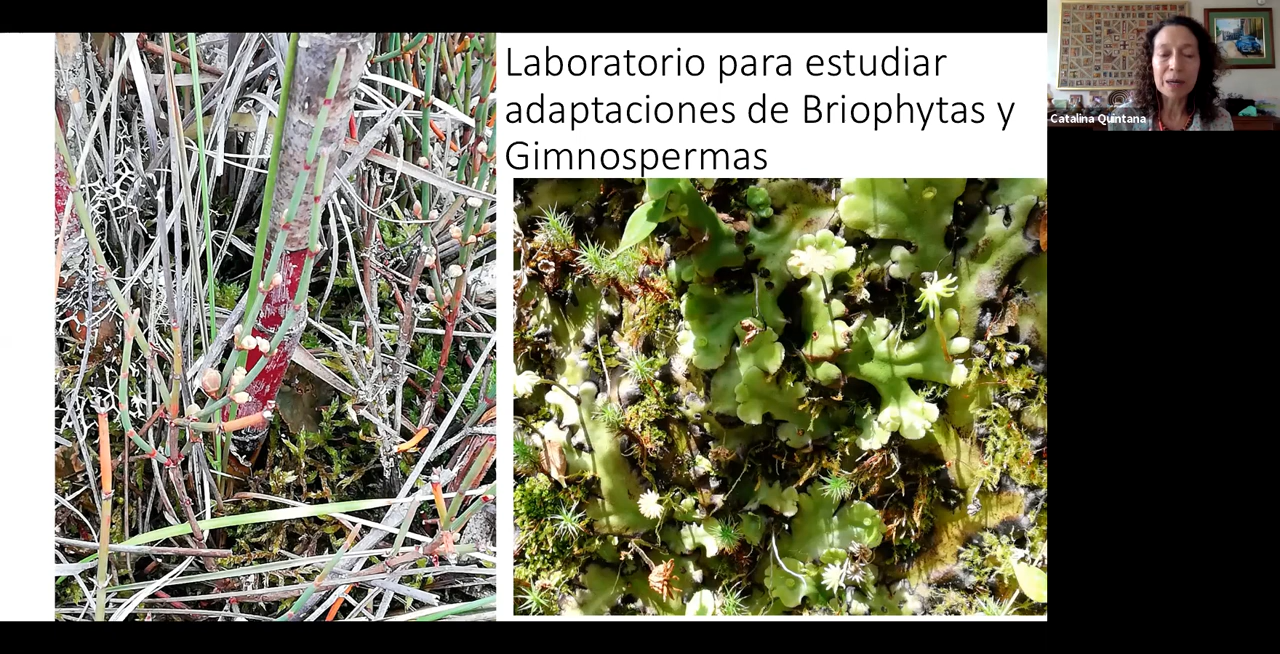 Laboratorio para estudiar
adaptaciones de Briophytas y
Gimnospermas
Catalina Quintana